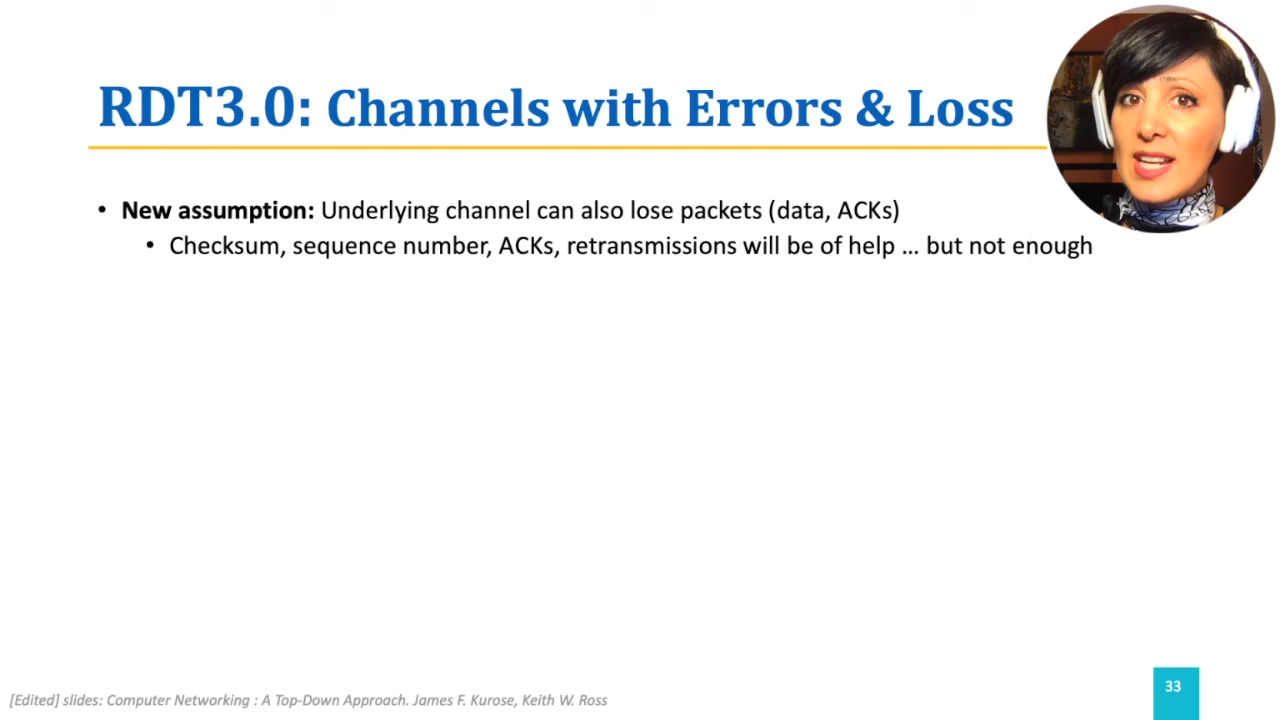 RDT3.0: Channels with Errors & Loss
• New assumption: Underlying channel can also lose packets (data, ACKs)
• Checksum, sequence number, ACKs, retransmissions will be of help … but not enough
[Edited] slides: Computer Networking : A Top-Down Approach. James F. Kurose, Keith W. Ross
33